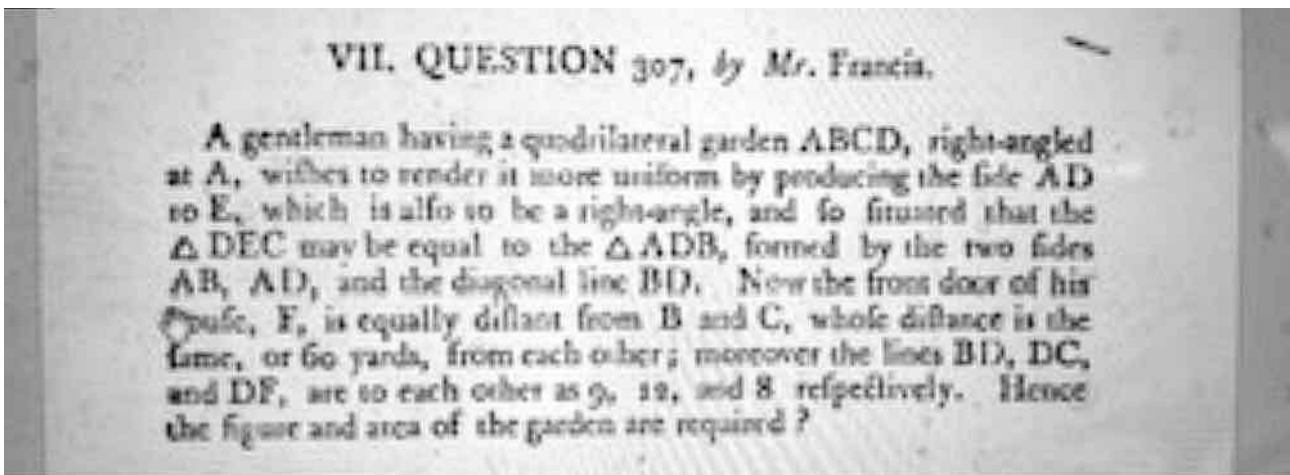 VII. QUESTION 307, by Mr. Francis.
A gentleman having a quadrilateral garden ABCD, right-angled
at A, wiſhes to render it more uniform by producing the ſide AD
to E, which is alſo to be a right-angle, and ſo ſituated that the
△ DEC may be equal to the △ ADB, formed by the two ſides
AB, AD, and the diagonal line BD. Now the front door of his
houſe, F, is equally diſtant from B and C, whoſe diſtance is the
ſame, or 60 yards, from each other; moreover the lines BD, DC,
and DF, are to each other as 9, 12, and 8 reſpectively. Hence
the figure and area of the garden are required?